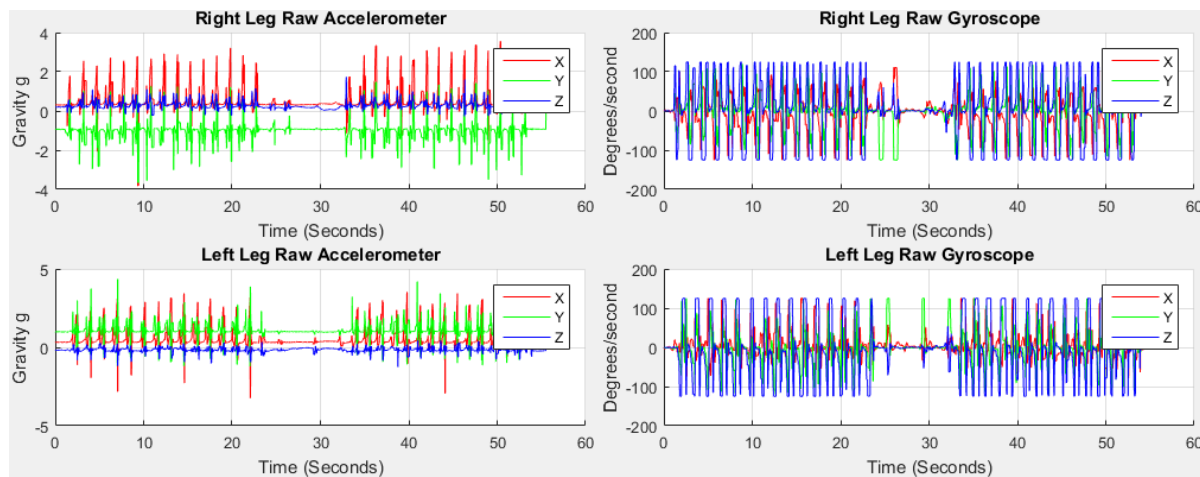 Right Leg Raw Accelerometer
4
2
0
-2
-4
Gravity g
0
10
20
30
40
50
60
Time (Seconds)
X
Y
Z
Right Leg Raw Gyroscope
200
100
0
-100
-200
Degrees/second
0
10
20
30
40
50
60
Time (Seconds)
X
Y
Z
Left Leg Raw Accelerometer
5
0
-5
Gravity g
0
10
20
30
40
50
60
Time (Seconds)
X
Y
Z
Left Leg Raw Gyroscope
200
100
0
-100
-200
Degrees/second
0
10
20
30
40
50
60
Time (Seconds)
X
Y
Z